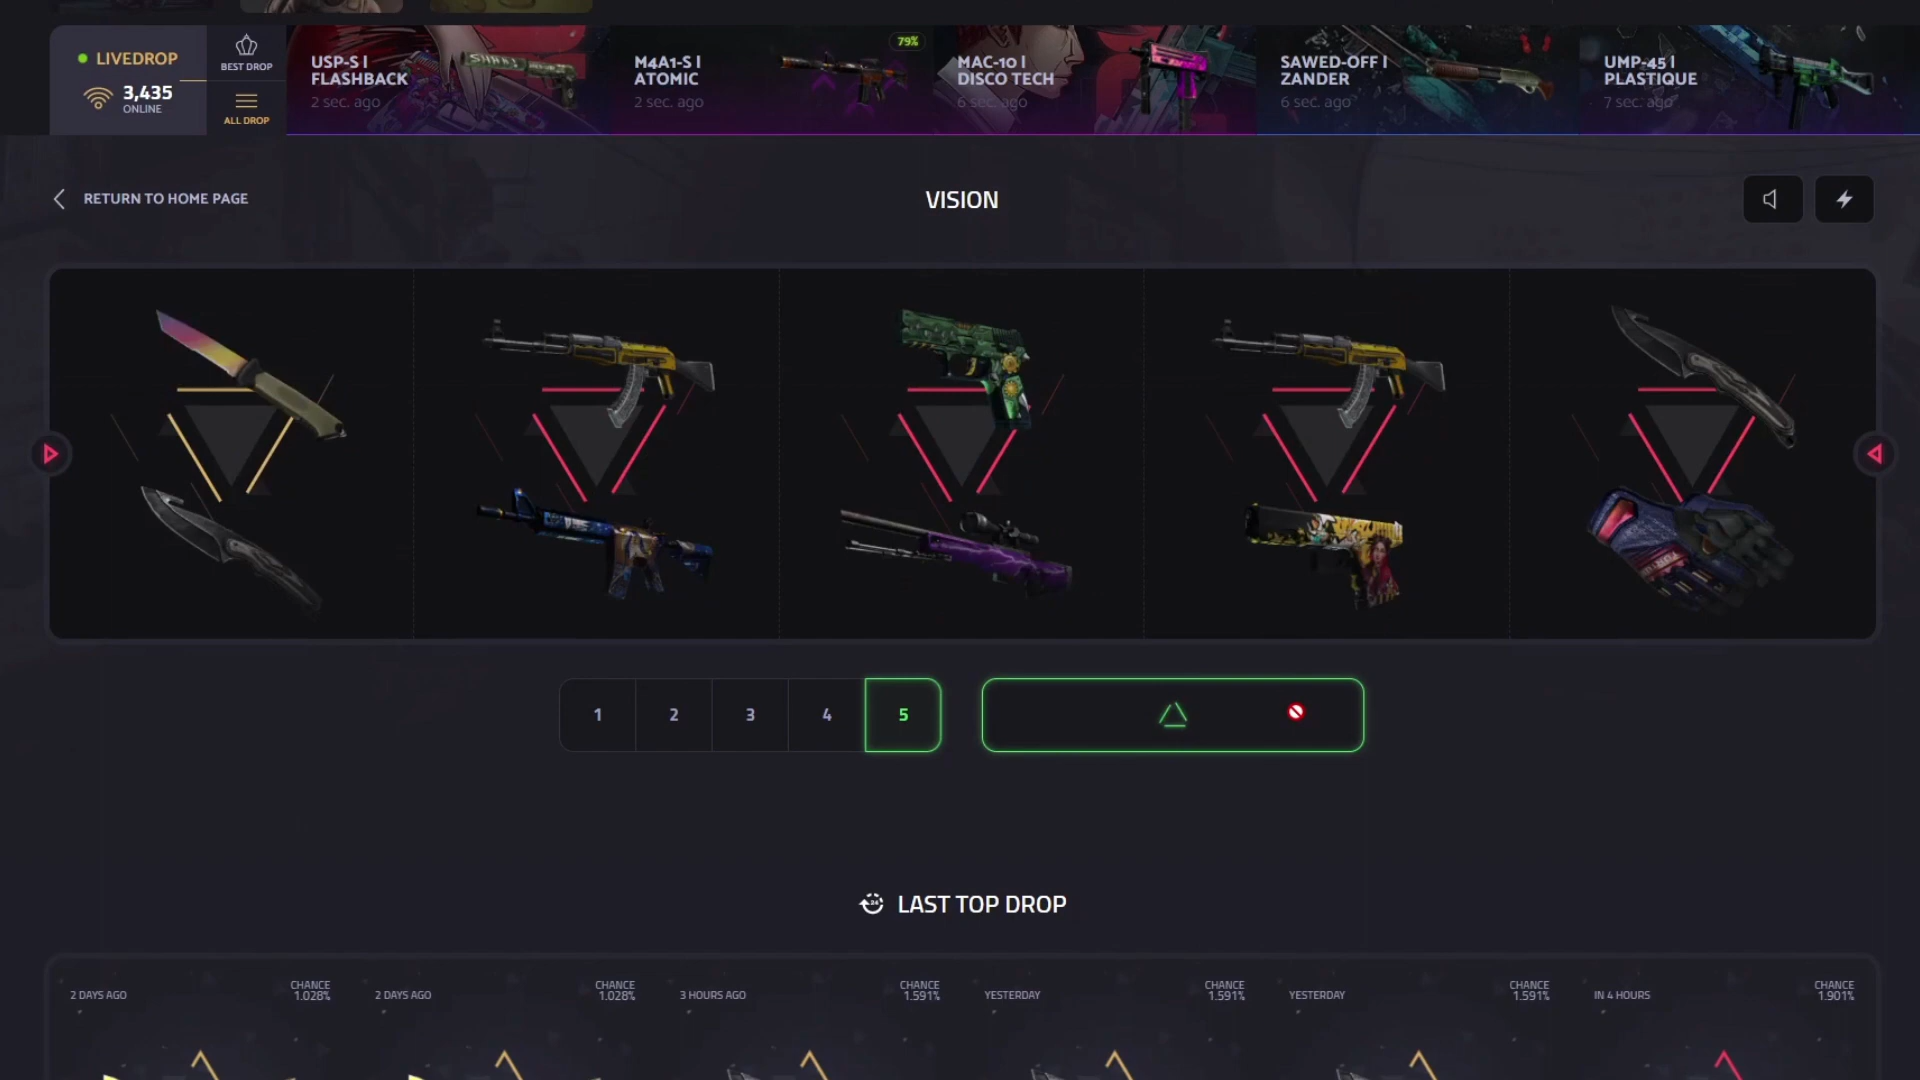 LIVEDROP
3,435
ONLINE
BEST DROP
ALL DROP
USP-S |
FLASHBACK
2 sec. ago
M4A1-S |
ATOMIC
2 sec. ago
79%
MAC-10 |
DISCO TECH
6 sec. ago
SAWED-OFF |
ZANDER
6 sec. ago
UMP-45 |
PLASTIQUE
7 sec. ago
RETURN TO HOME PAGE
VISION
1
2
3
4
5
LAST TOP DROP
2 DAYS AGO
CHANCE
1.028%
2 DAYS AGO
CHANCE
1.028%
3 HOURS AGO
CHANCE
1.591%
YESTERDAY
CHANCE
1.591%
YESTERDAY
CHANCE
1.591%
IN 4 HOURS
CHANCE
1.901%